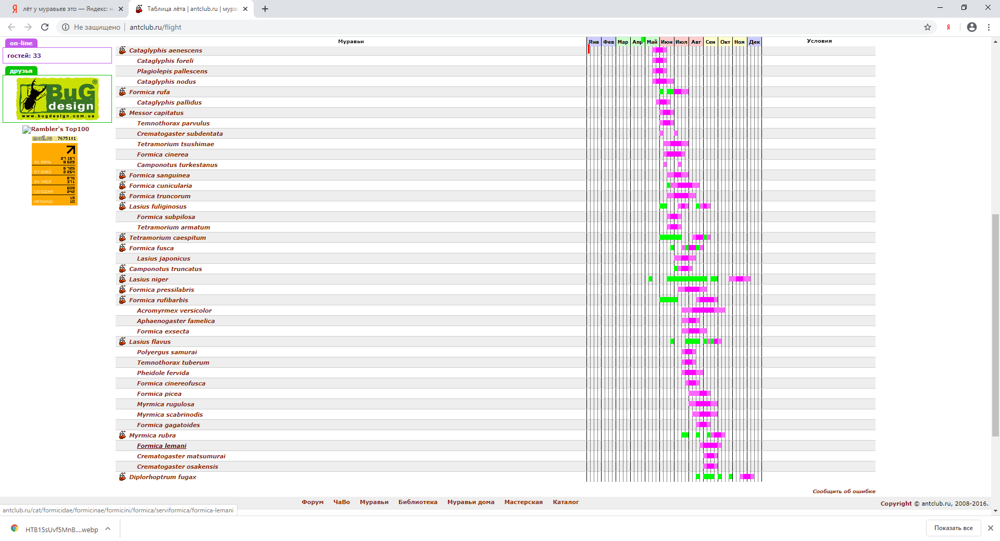 лёт у муравьев это — Яндекс: н
Таблица лёта | antclub.ru | мура
Не защищено
antclub.ru/flight
on-line
гостей: 33
друзья
BuG
design
www.bugdesign.com.ua
Rambler's Top100
mail.ru 7675101
27 167
31 ДЕНЬ 8 629
6 725
07 ДНЕЙ 2 264
875
24 ЧАСА 371
609
СЕГОДНЯ 242
19
НА ЛИНИИ 10
Муравьи Янв Фев Мар Апр Май Июн Июл Авг Сен Окт Ноя Дек Условия
Cataglyphis aenescens
Cataglyphis foreli
Plagiolepis pallescens
Cataglyphis nodus
Formica rufa
Cataglyphis pallidus
Messor capitatus
Temnothorax parvulus
Crematogaster subdentata
Tetramorium tsushimae
Formica cinerea
Camponotus turkestanus
Formica sanguinea
Formica cunicularia
Formica truncorum
Lasius fuliginosus
Formica subpilosa
Tetramorium armatum
Tetramorium caespitum
Formica fusca
Lasius japonicus
Camponotus truncatus
Lasius niger
Formica pressilabris
Formica rufibarbis
Acromyrmex versicolor
Aphaenogaster famelica
Formica exsecta
Lasius flavus
Polyergus samurai
Temnothorax tuberum
Pheidole fervida
Formica cinereofusca
Formica picea
Myrmica rugulosa
Myrmica scabrinodis
Formica gagatoides
Myrmica rubra
Formica lemani
Crematogaster matsumurai
Crematogaster osakensis
Diplorhoptrum fugax
Сообщить об ошибке
Форум ЧаВо Муравьи Библиотека Муравьи дома Мастерская Каталог
Copyright © antclub.ru, 2008-2016.
antclub.ru/cat/formicidae/formicinae/formicini/formica/serviformica/formica-lemani
HTB15sUvf5MnB....webp
Показать все